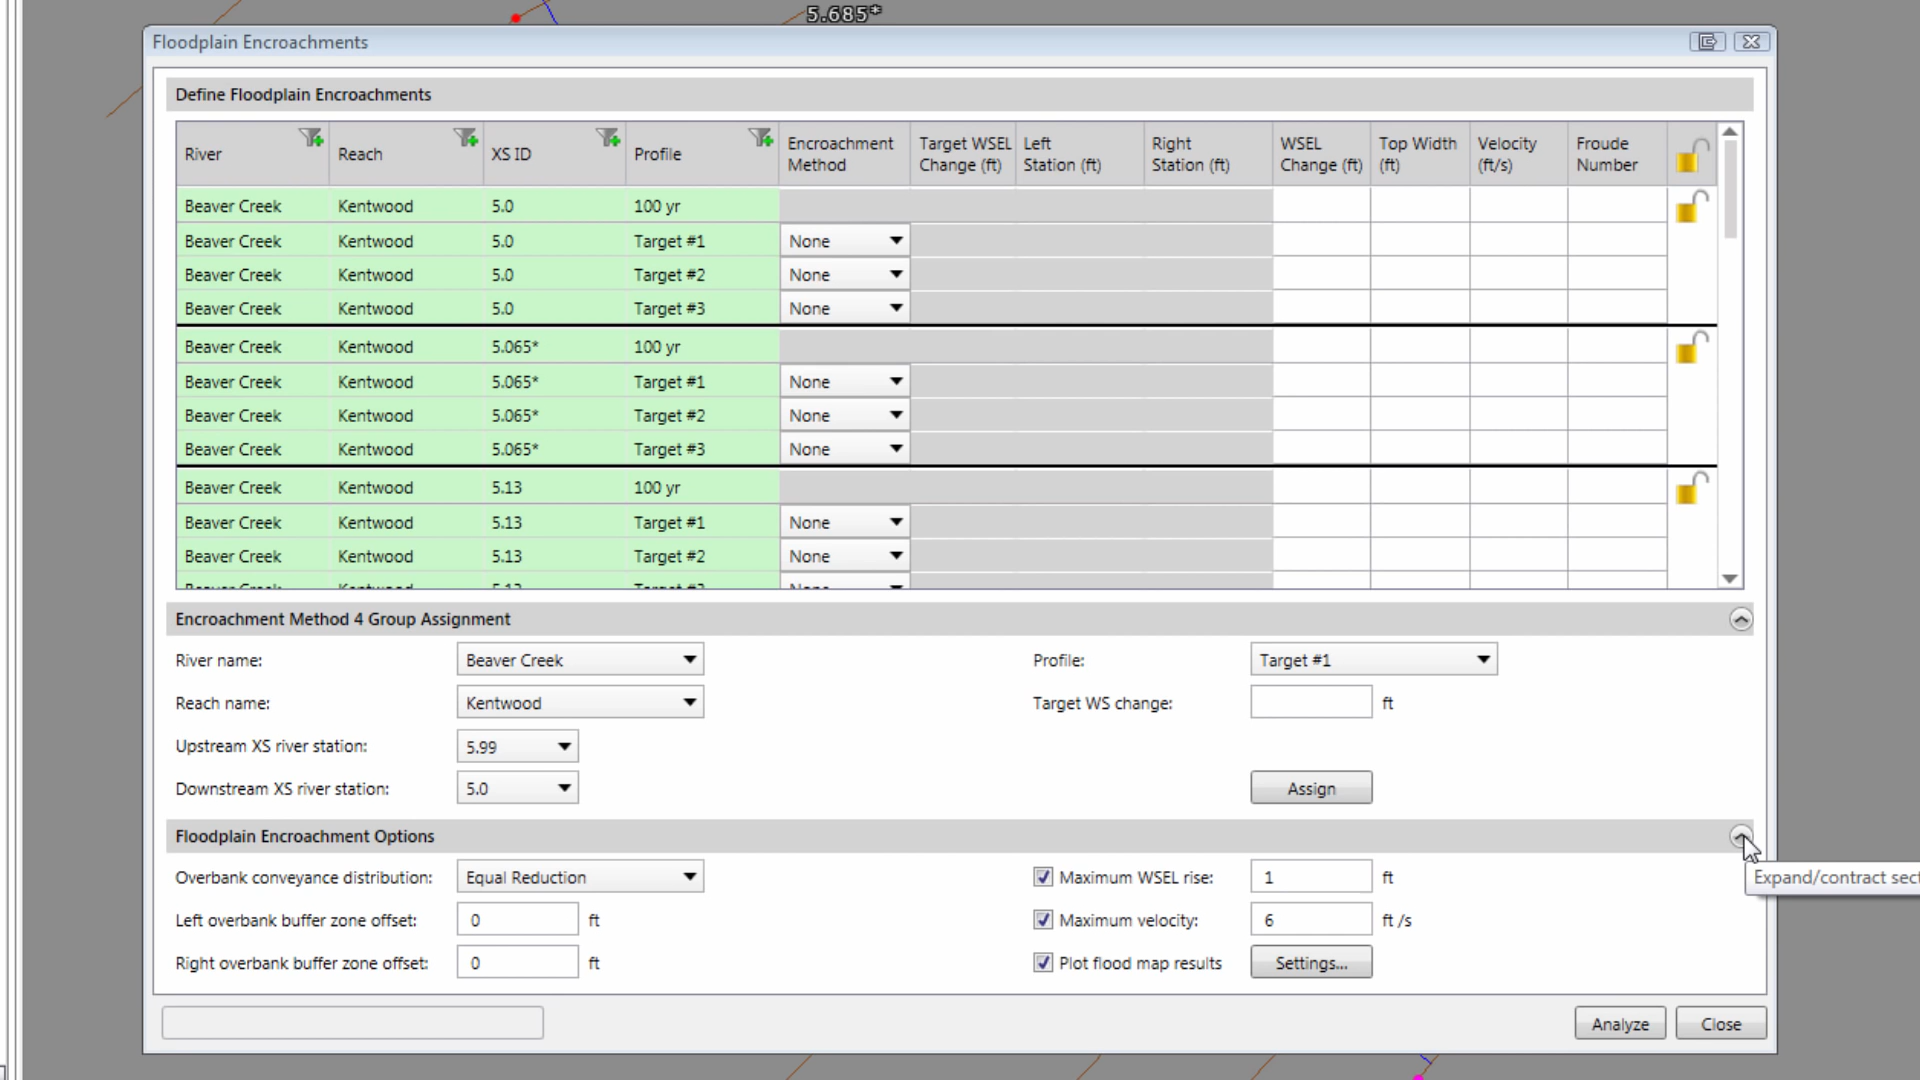 5.685*
Floodplain Encroachments
Define Floodplain Encroachments
River Reach XS ID Profile Encroachment Method Target WSEL Change (ft) Left Station (ft) Right Station (ft) WSEL Change (ft) Top Width (ft) Velocity (ft/s) Froude Number
Beaver Creek Kentwood 5.0 100 yr
Beaver Creek Kentwood 5.0 Target #1 None
Beaver Creek Kentwood 5.0 Target #2 None
Beaver Creek Kentwood 5.0 Target #3 None
Beaver Creek Kentwood 5.065* 100 yr
Beaver Creek Kentwood 5.065* Target #1 None
Beaver Creek Kentwood 5.065* Target #2 None
Beaver Creek Kentwood 5.065* Target #3 None
Beaver Creek Kentwood 5.13 100 yr
Beaver Creek Kentwood 5.13 Target #1 None
Beaver Creek Kentwood 5.13 Target #2 None
Encroachment Method 4 Group Assignment
River name: Beaver Creek Profile: Target #1
Reach name: Kentwood Target WS change: ft
Upstream XS river station: 5.99
Downstream XS river station: 5.0 Assign
Floodplain Encroachment Options
Overbank conveyance distribution: Equal Reduction Maximum WSEL rise: 1 ft
Expand/contract sect
Left overbank buffer zone offset: 0 ft Maximum velocity: 6 ft /s
Right overbank buffer zone offset: 0 ft Plot flood map results Settings...
Analyze Close